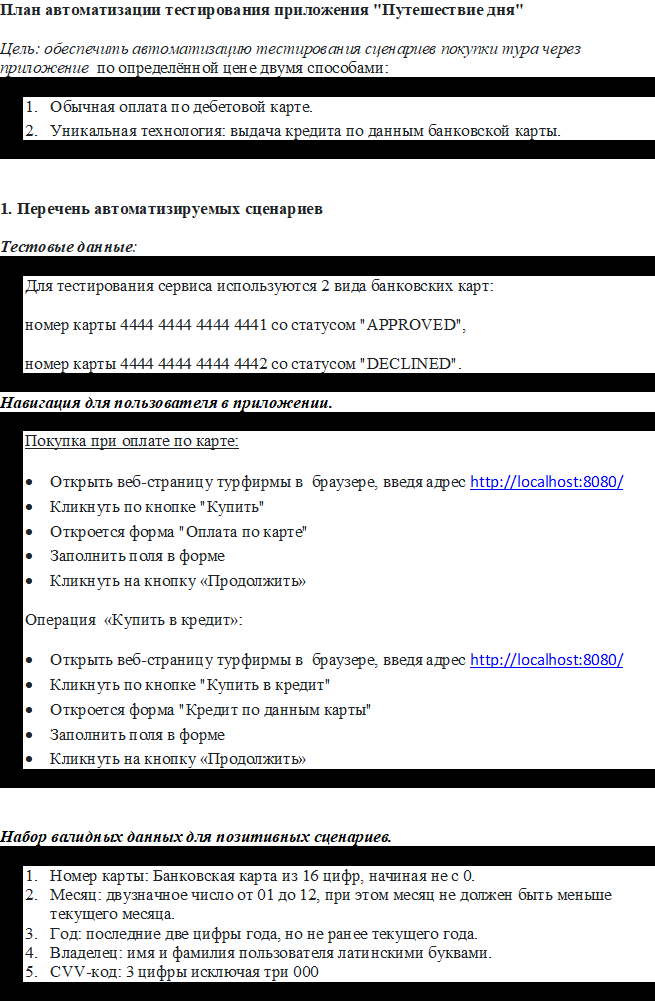 План автоматизации тестирования приложения "Путешествие дня"
Цель: обеспечить автоматизацию тестирования сценариев покупки тура через
приложение по определённой цене двумя способами:
1. Обычная оплата по дебетовой карте.
2. Уникальная технология: выдача кредита по данным банковской карты.
1. Перечень автоматизируемых сценариев
Тестовые данные:
Для тестирования сервиса используются 2 вида банковских карт:
номер карты 4444 4444 4444 4441 со статусом "APPROVED",
номер карты 4444 4444 4444 4442 со статусом "DECLINED".
Навигация для пользователя в приложении.
Покупка при оплате по карте:
• Открыть веб-страницу турфирмы в браузере, введя адрес http://localhost:8080/
• Кликнуть по кнопке "Купить"
• Откроется форма "Оплата по карте"
• Заполнить поля в форме
• Кликнуть на кнопку «Продолжить»
Операция «Купить в кредит»:
• Открыть веб-страницу турфирмы в браузере, введя адрес http://localhost:8080/
• Кликнуть по кнопке "Купить в кредит"
• Откроется форма "Кредит по данным карты"
• Заполнить поля в форме
• Кликнуть на кнопку «Продолжить»
Набор валидных данных для позитивных сценариев.
1. Номер карты: Банковская карта из 16 цифр, начиная не с 0.
2. Месяц: двузначное число от 01 до 12, при этом месяц не должен быть меньше
текущего месяца.
3. Год: последние две цифры года, но не ранее текущего года.
4. Владелец: имя и фамилия пользователя латинскими буквами.
5. CVV-код: 3 цифры исключая три 000